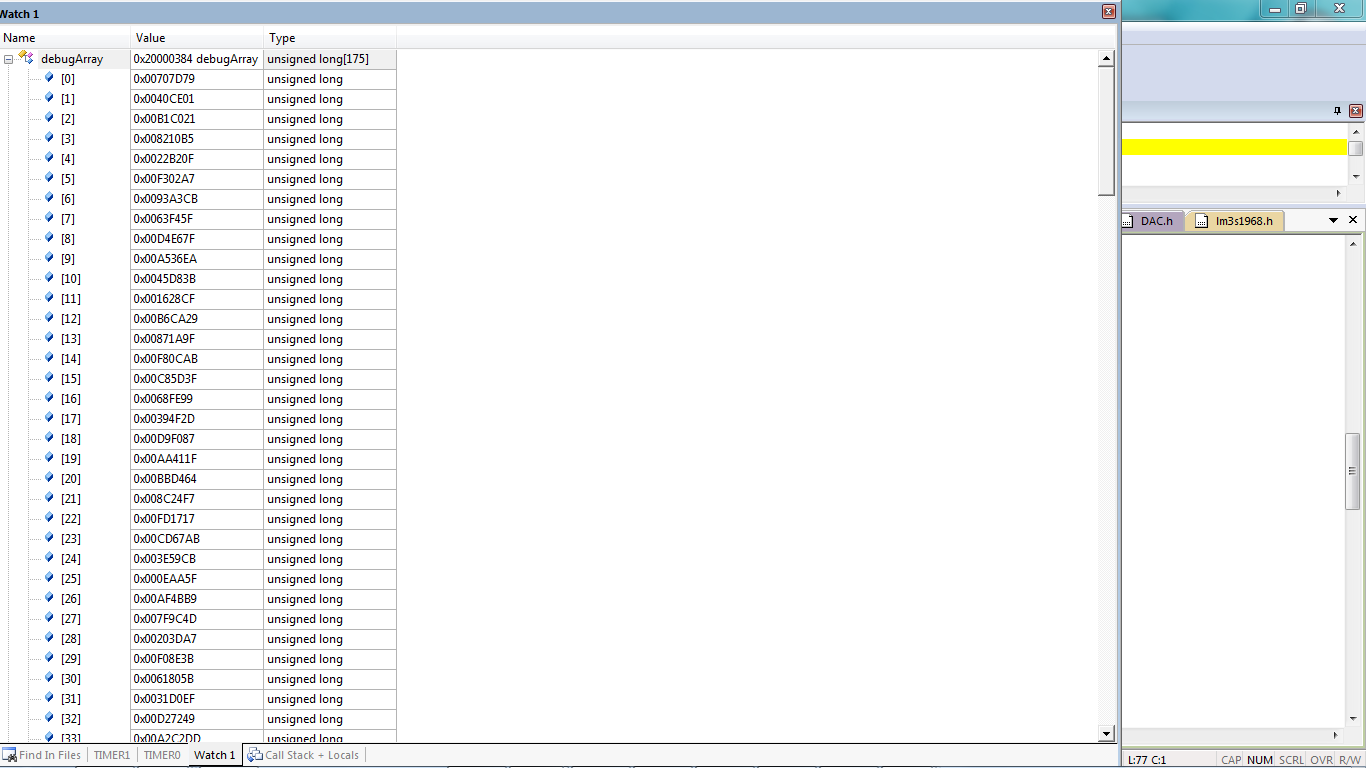 Watch 1
Name Value Type
debugArray 0x20000384 debugArray unsigned long[175]
[0] 0x00707D79 unsigned long
[1] 0x0040CE01 unsigned long
[2] 0x00B1C021 unsigned long
[3] 0x008210B5 unsigned long
[4] 0x0022B20F unsigned long
[5] 0x00F302A7 unsigned long
[6] 0x0093A3CB unsigned long
[7] 0x0063F45F unsigned long
[8] 0x00D4E67F unsigned long
[9] 0x00A536EA unsigned long
[10] 0x0045D83B unsigned long
[11] 0x001628CF unsigned long
[12] 0x00B6CA29 unsigned long
[13] 0x00871A9F unsigned long
[14] 0x00F80CAB unsigned long
[15] 0x00C85D3F unsigned long
[16] 0x0068FE99 unsigned long
[17] 0x00394F2D unsigned long
[18] 0x00D9F087 unsigned long
[19] 0x00AA411F unsigned long
[20] 0x00BBD464 unsigned long
[21] 0x008C24F7 unsigned long
[22] 0x00FD1717 unsigned long
[23] 0x00CD67AB unsigned long
[24] 0x003E59CB unsigned long
[25] 0x000EAA5F unsigned long
[26] 0x00AF4BB9 unsigned long
[27] 0x007F9C4D unsigned long
[28] 0x00203DA7 unsigned long
[29] 0x00F08E3B unsigned long
[30] 0x0061805B unsigned long
[31] 0x0031D0EF unsigned long
[32] 0x00D27249 unsigned long
[33] 0x00A2C2DD unsigned long
DAC.h lm3s1968.h
Find In Files TIMER1 TIMER0 Watch 1 Call Stack + Locals
L:77 C:1 CAP NUM SCRL OVR R/W